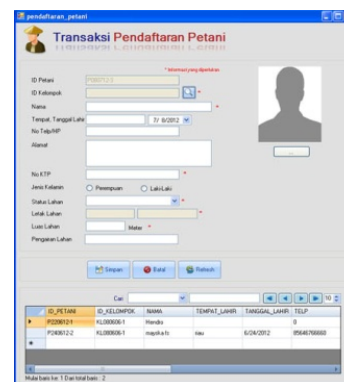 pendaftaran_petani
Transaksi Pendaftaran Petani
* Informasi yang diperlukan
ID Petani P080712-1
ID Kelompok *
Nama *
Tempat, Tanggal Lahir 7/ 8/2012
No Telp/HP
Alamat
...
No KTP *
Jenis Kelamin Perempuan Laki-Laki
Status Lahan *
Letak Lahan *
Luas Lahan Meter *
Pengairan Lahan
Simpan Batal Refresh
Cari 10
ID_PETANI ID_KELOMPOK NAMA TEMPAT_LAHIR TANGGAL_LAHIR TELP
P220612-1 KL080606-1 Hendra 0
P240612-2 KL080606-1 mayska ts riau 6/24/2012 85646766660
Mulai baris ke: 1 Dari total baris : 2